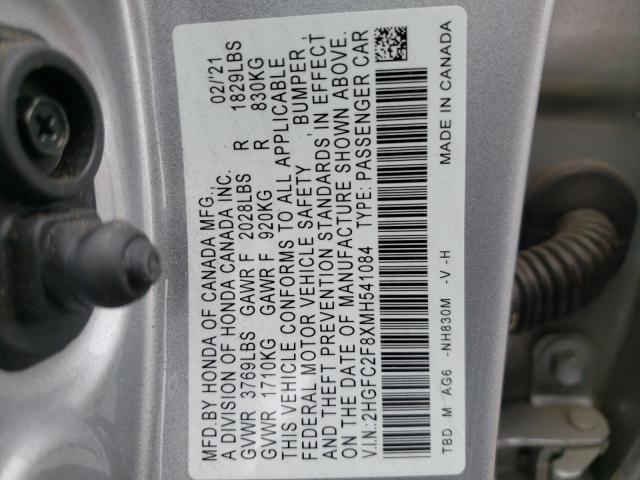 MFD.BY HONDA OF CANADA MFG., 02/'21
A DIVISION OF HONDA CANADA INC.
GVWR 3769LBS GAWR F 2028LBS R 1829LBS
GVWR 1710KG GAWR F 920KG R 830KG
THIS VEHICLE CONFORMS TO ALL APPLICABLE
FEDERAL MOTOR VEHICLE SAFETY , BUMPER ,
AND THEFT PREVENTION STANDARDS IN EFFECT
ON THE DATE OF MANUFACTURE SHOWN ABOVE.
V.I.N.:2HGFC2F8XMH541084 TYPE: PASSENGER CAR
TBD M AG6 -NH830M -V -H MADE IN CANADA